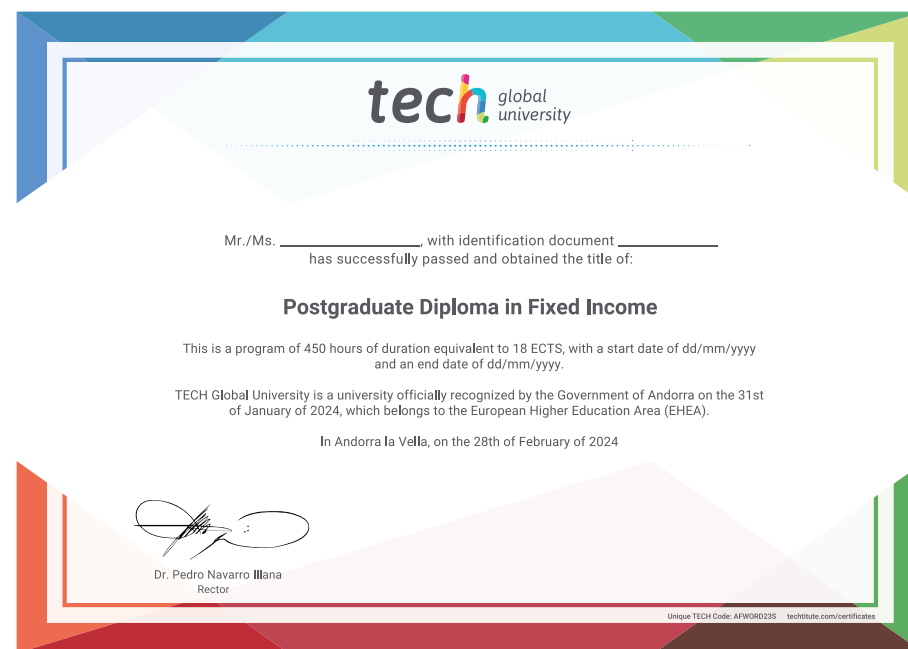 tech global university
Mr./Ms. ____________________, with identification document ______________
has successfully passed and obtained the title of:
Postgraduate Diploma in Fixed Income
This is a program of 450 hours of duration equivalent to 18 ECTS, with a start date of dd/mm/yyyy
and an end date of dd/mm/yyyy.
TECH Global University is a university officially recognized by the Government of Andorra on the 31st
of January of 2024, which belongs to the European Higher Education Area (EHEA).
In Andorra la Vella, on the 28th of February of 2024
Dr. Pedro Navarro Illana
Rector
Unique TECH Code: AFWORD23S techtitute.com/certificates